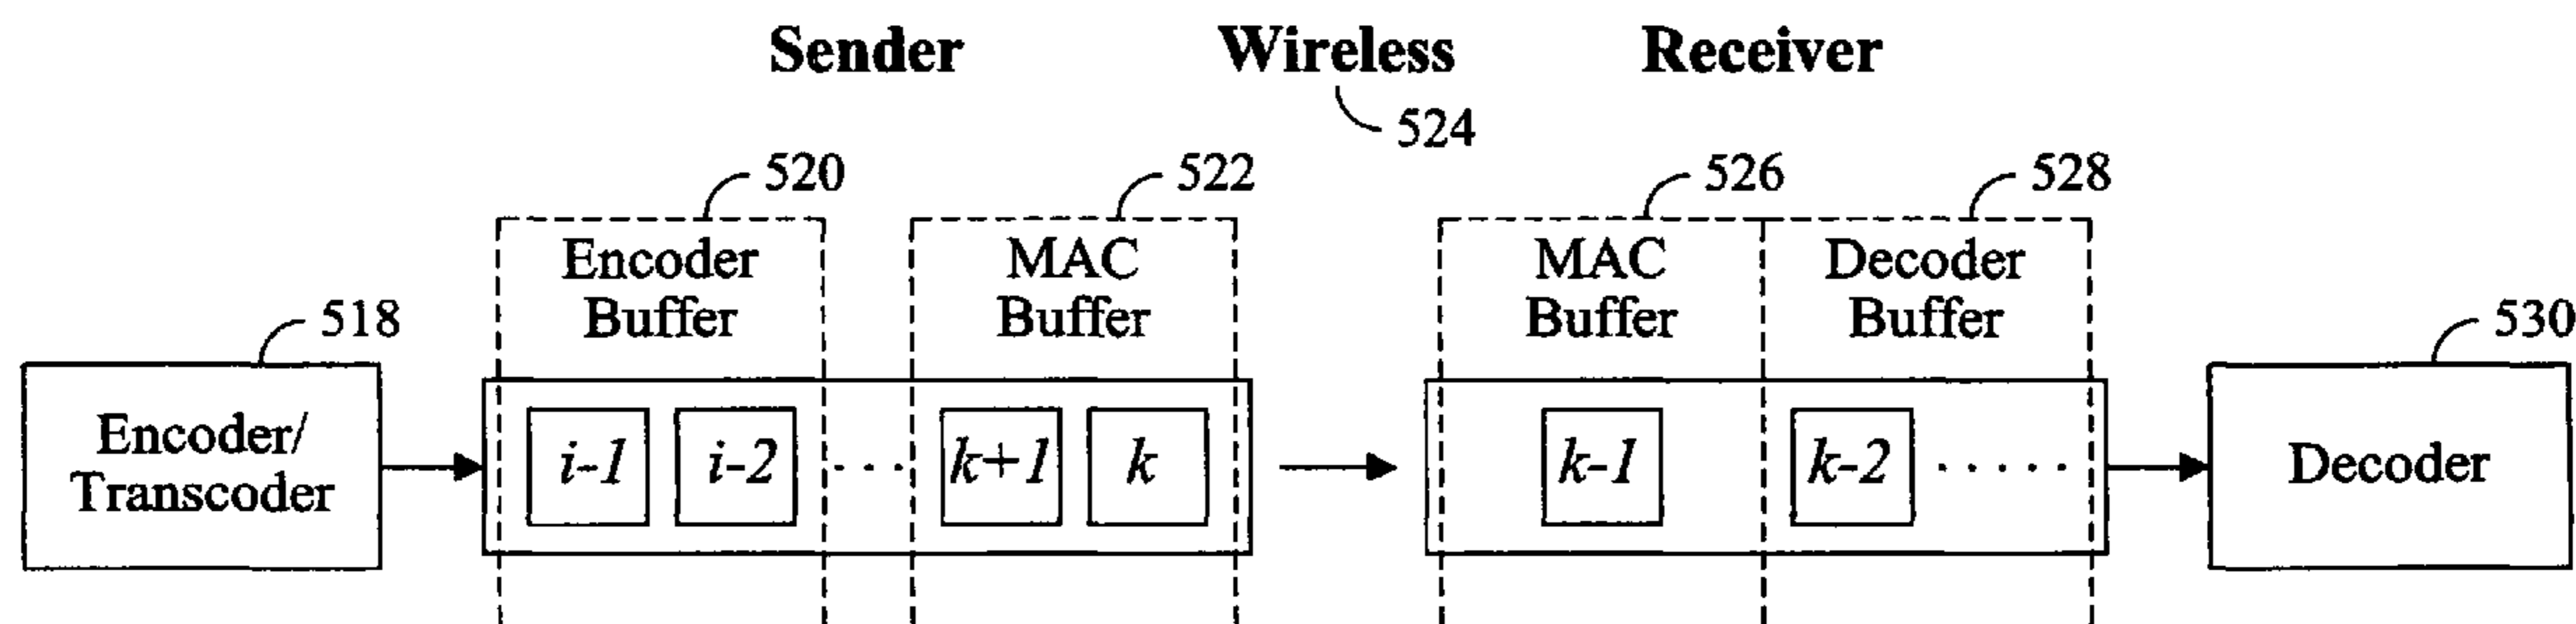 Sender Wireless Receiver
524
520 522 526 528
Encoder Buffer
MAC Buffer
MAC Buffer
Decoder Buffer
518
530
Encoder/
Transcoder
i-1 i-2 . . . k+1 k
k-1 k-2 . . . . .
Decoder